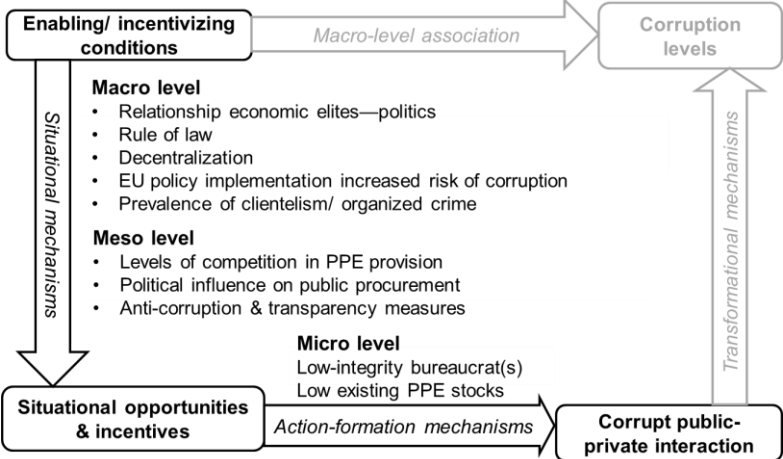 Enabling/ incentivizing
conditions
Macro-level association
Corruption
levels
Situational mechanisms
Macro level
• Relationship economic elites—politics
• Rule of law
• Decentralization
• EU policy implementation increased risk of corruption
• Prevalence of clientelism/ organized crime
Meso level
• Levels of competition in PPE provision
• Political influence on public procurement
• Anti-corruption & transparency measures
Transformational mechanisms
Micro level
Low-integrity bureaucrat(s)
Low existing PPE stocks
Situational opportunities
& incentives
Action-formation mechanisms
Corrupt public-
private interaction